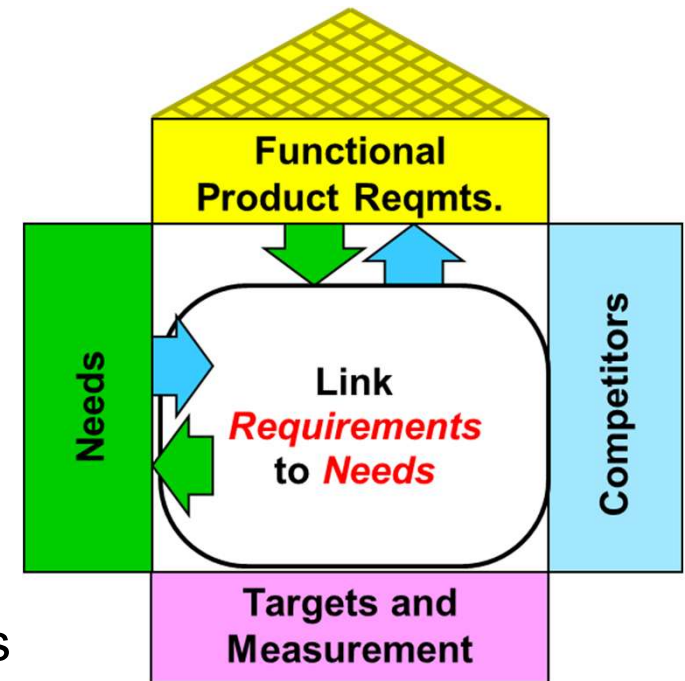 Functional
Product Reqmts.
Needs
Link
Requirements
to Needs
Competitors
Targets and
Measurement
s